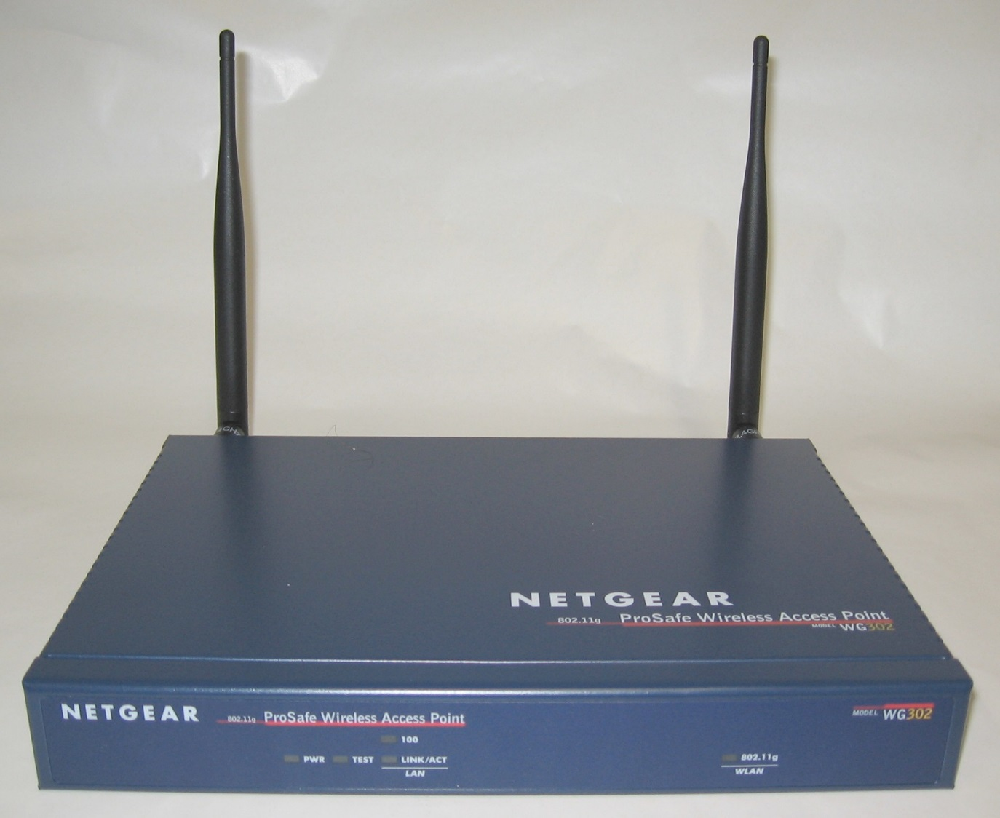 NETGEAR
802.11g ProSafe Wireless Access Point
MODEL WG302
NETGEAR 802.11g ProSafe Wireless Access Point
MODEL WG302
100
PWR TEST LINK/ACT
LAN
802.11g
WLAN